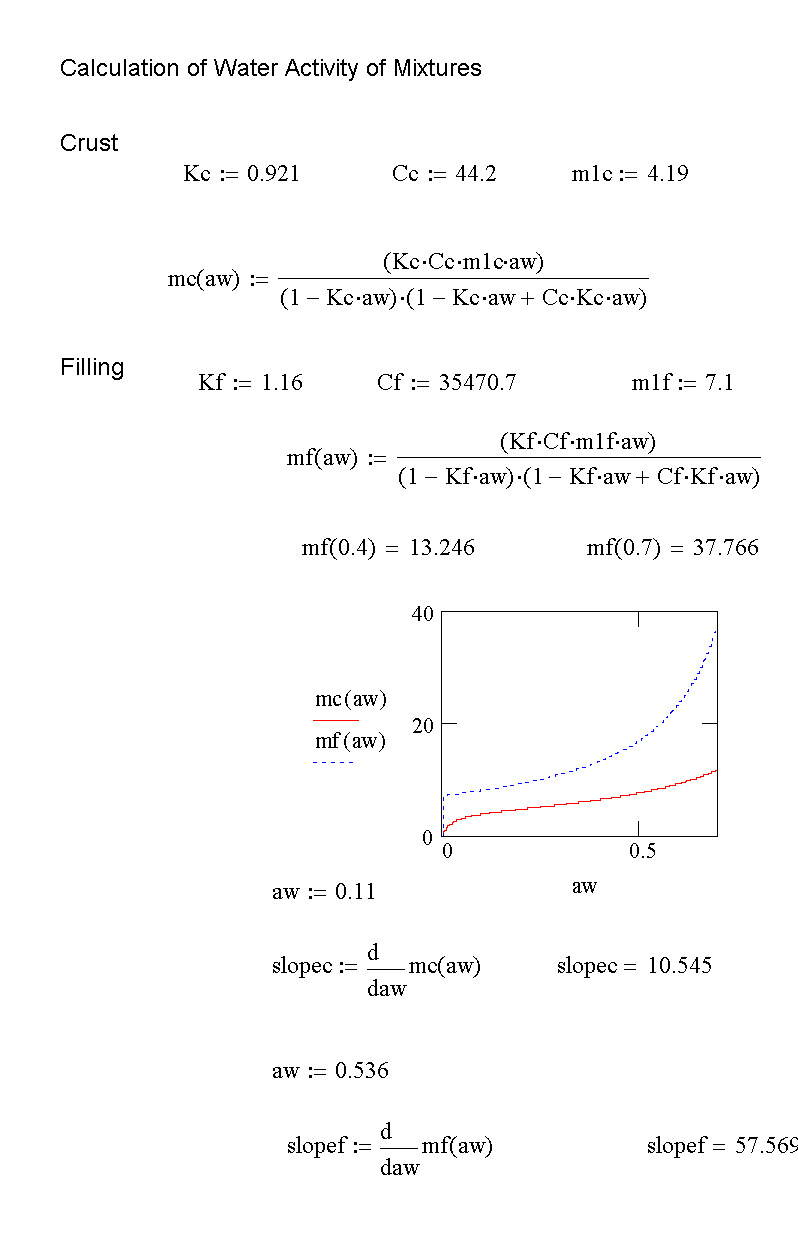 Calculation of Water Activity of Mixtures
Crust
Kc := 0.921 Cc := 44.2 m1c := 4.19
mc(aw) := (Kc·Cc·m1c·aw) / (1 − Kc·aw)·(1 − Kc·aw + Cc·Kc·aw)
Filling
Kf := 1.16 Cf := 35470.7 m1f := 7.1
mf(aw) := (Kf·Cf·m1f·aw) / (1 − Kf·aw)·(1 − Kf·aw + Cf·Kf·aw)
mf(0.4) = 13.246 mf(0.7) = 37.766
40
mc(aw)
20
mf(aw)
0
0 0.5
aw
aw := 0.11
slopec := d/daw mc(aw) slopec = 10.545
aw := 0.536
slopef := d/daw mf(aw) slopef = 57.569